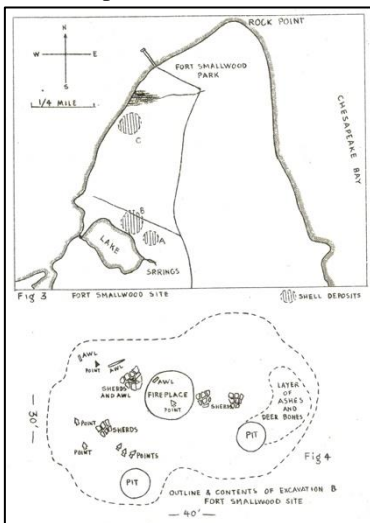 ROCK POINT
N
W E
S
FORT SMALLWOOD
PARK
1/4 MILE
CHESAPEAKE BAY
C
B
A
LAKE
SPRINGS
Fig 3 FORT SMALLWOOD SITE
SHELL DEPOSITS
AWL
POINT AWL
SHERDS
AND AWL
AWL
FIREPLACE
POINT
SHERDS
LAYER
OF
ASHES
AND
DEER BONES
POINT
SHERDS
POINT
POINTS
PIT
PIT
Fig 4
30'
OUTLINE & CONTENTS OF EXCAVATION B
FORT SMALLWOOD SITE
— 40' —